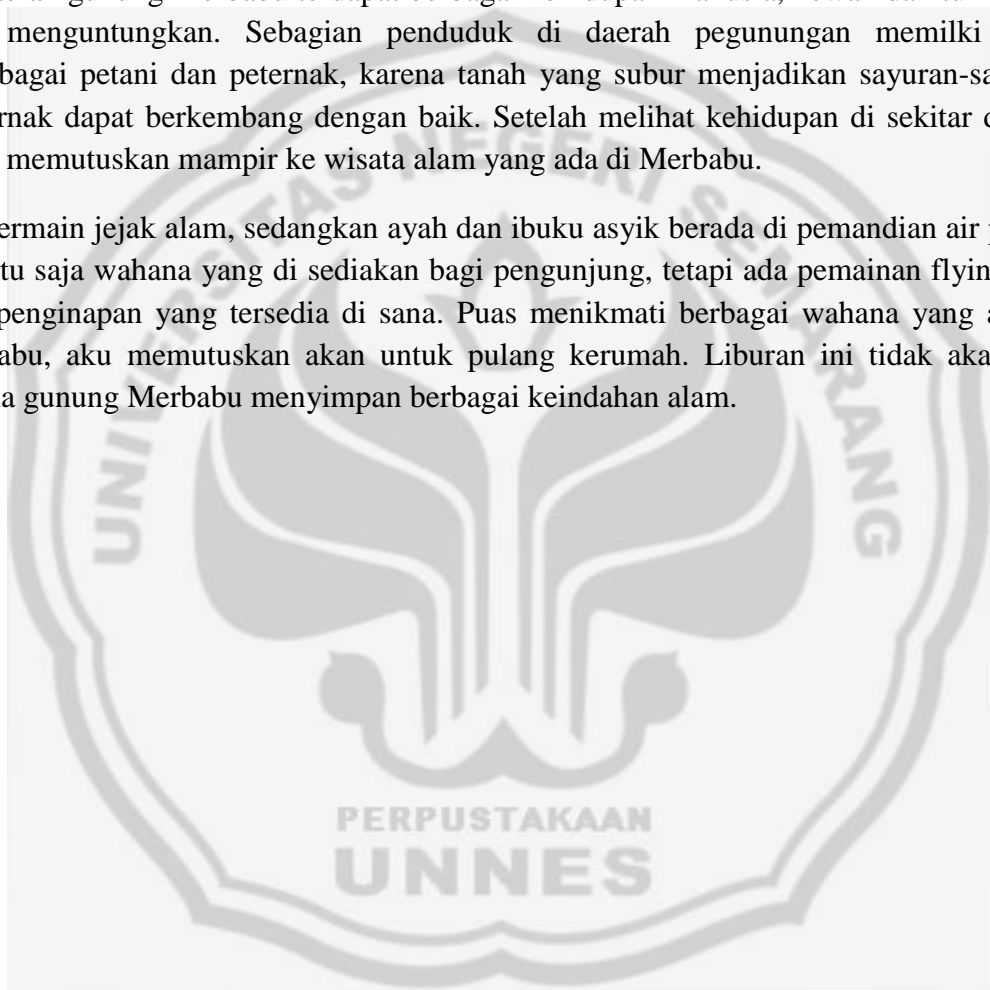 menguntungkan. Sebagian penduduk di daerah pegunungan memilki
bagai petani dan peternak, karena tanah yang subur menjadikan sayuran-sa
rnak dapat berkembang dengan baik. Setelah melihat kehidupan di sekitar
memutuskan mampir ke wisata alam yang ada di Merbabu.
ermain jejak alam, sedangkan ayah dan ibuku asyik berada di pemandian air
tu saja wahana yang di sediakan bagi pengunjung, tetapi ada pemainan flyin
penginapan yang tersedia di sana. Puas menikmati berbagai wahana yang
abu, aku memutuskan akan untuk pulang kerumah. Liburan ini tidak aka
a gunung Merbabu menyimpan berbagai keindahan alam.
UNIVERSITAS NEGERI SEMARANG
PERPUSTAKAAN
UNNES